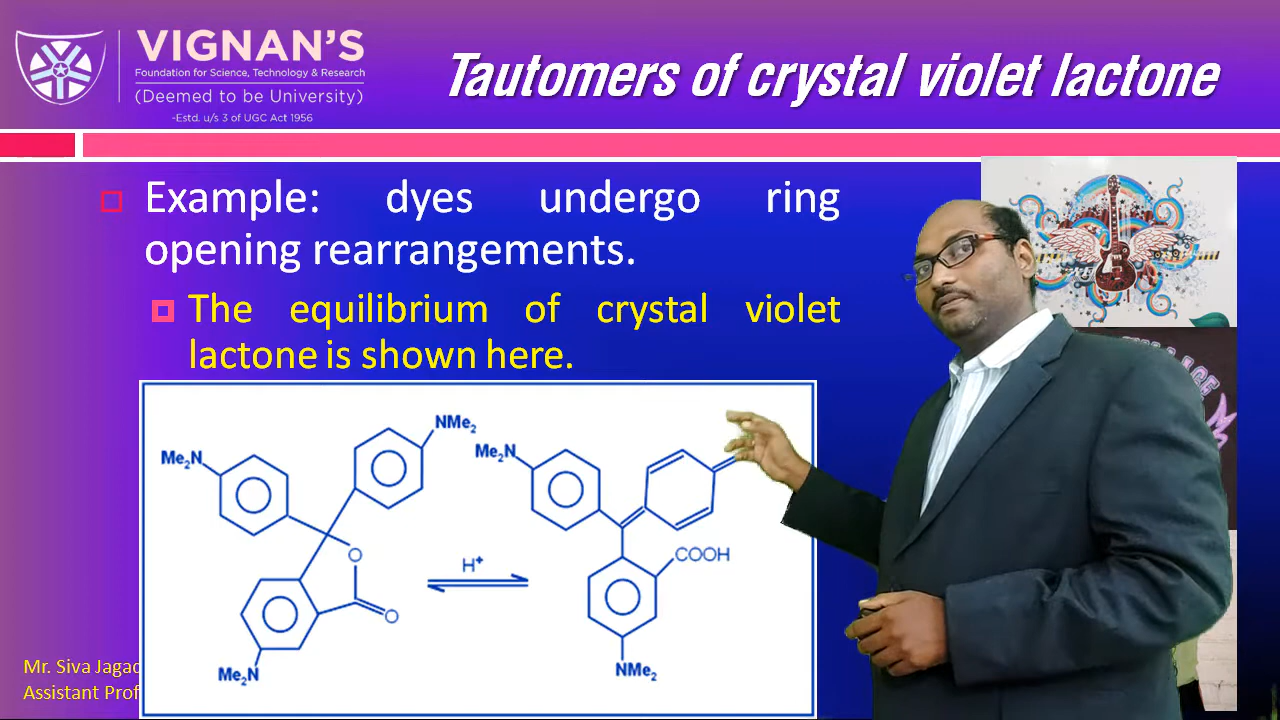 VIGNAN'S
Foundation for Science, Technology & Research
(Deemed to be University)
-Estd. u/s 3 of UGC Act 1956
Tautomers of crystal violet lactone
Example: dyes undergo ring
opening rearrangements.
The equilibrium of crystal violet
lactone is shown here.
NMe₂
Me₂N
Me₂N
O
COOH
H⁺
O
Me₂N
NMe₂
Mr. Siva
Assistant